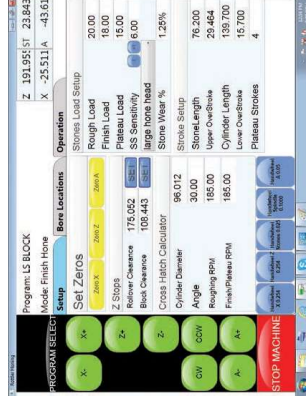 Rottler Honing
Program: LS BLOCK
Mode: Finish Hone
Z 191.955 ST 23.843
X -25.511 A -43.61
PROGRAM SELECT
Setup
Bore Locations
Operation
X- X+
Z+
Z-
CW CCW
A- A+
STOP MACHINE
Set Zeros
Zero X Zero Z Zero A
Z Stops
Rollover Clearance 175.052 SET
Block Clearance 108.443 SET
Cross Hatch Calculator
Cylinder Diameter 96.012
Angle 30.00
Roughing RPM 185.00
Finish/Plateau RPM 185.00
Stones Load Setup
Rough Load 20.00
Finish Load 18.00
Plateau Load 15.00
SS Sensitivity 6.00
large hone head
Stone Wear % 1.25%
Stroke Setup
StoneLength 76.200
Upper OverStroke 29.464
Cylinder Length 139.700
Lower OverStroke 15.700
Plateau Strokes 4